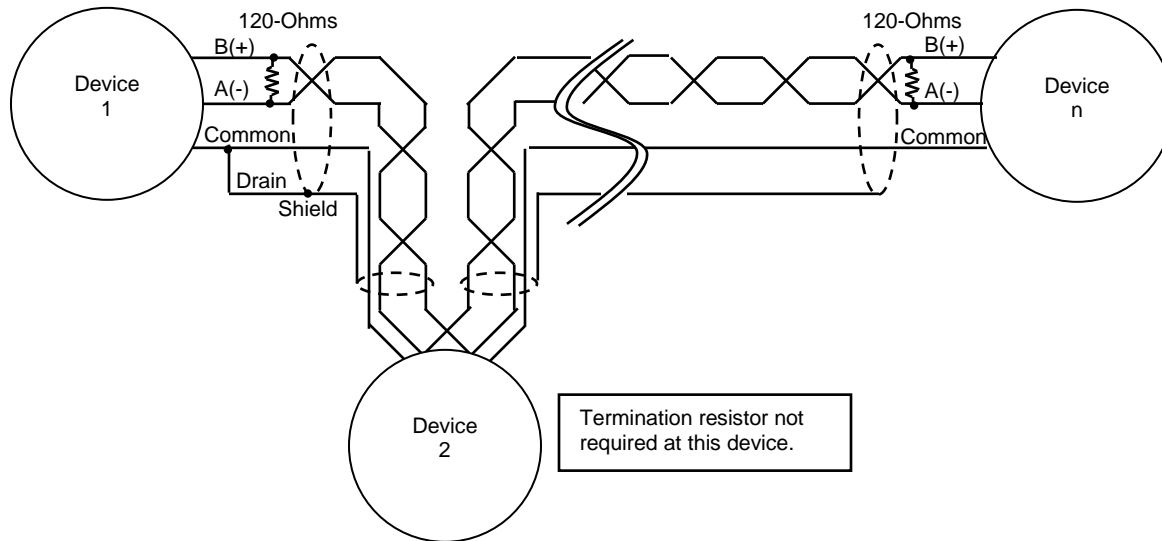 120-Ohms
120-Ohms
B(+)
B(+)
Device
1
A(-)
A(-)
Device
n
Common
Common
Drain
Shield
Device
2
Termination resistor not
required at this device.